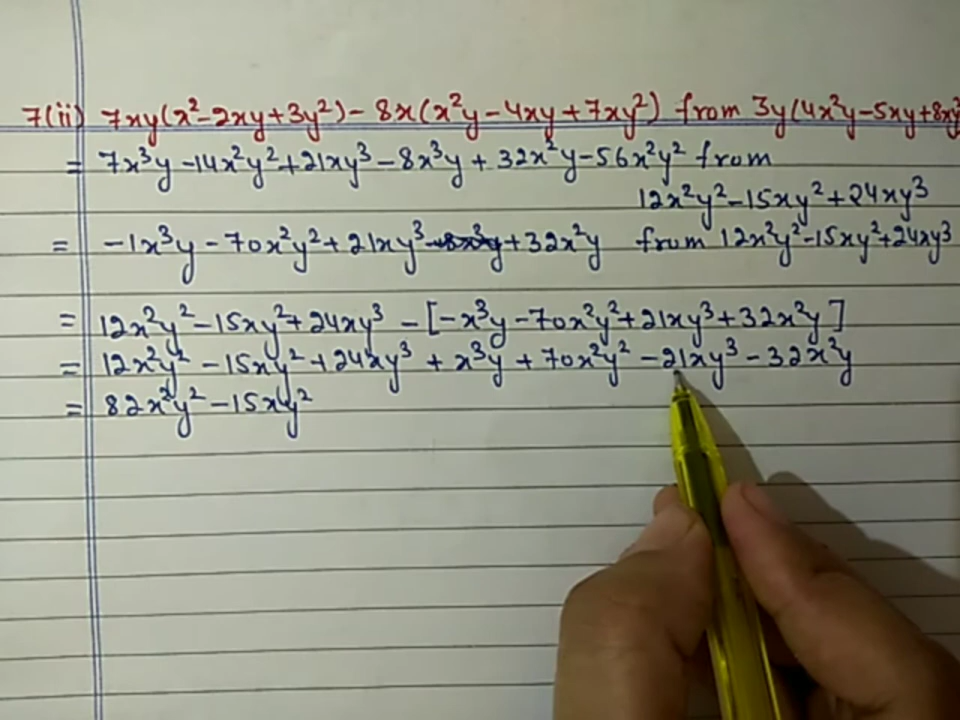 7(ii) 7xy(x²-2xy+3y²)-8x(x²y-4xy+7xy²) from 3y(4x²y-5xy+8xy²
= 7x³y-14x²y²+21xy³-8x³y+32x²y-56x²y² from
12x²y²-15xy²+24xy³
= -1x³y-70x²y²+21xy³-8x³y+32x²y from 12x²y²-15xy²+24xy³
= 12x²y²-15xy²+24xy³-[-x³y-70x²y²+21xy³+32x²y]
= 12x²y²-15xy²+24xy³+x³y+70x²y²-21xy³-32x²y
= 82x²y²-15xy²